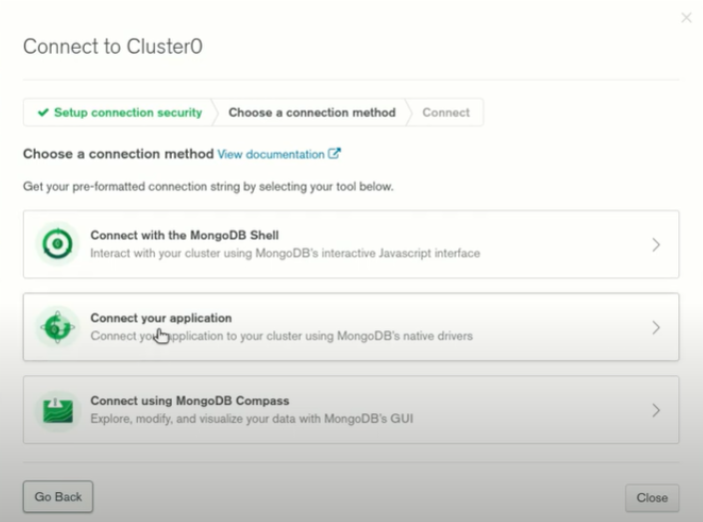 Connect to Cluster0
Setup connection security
Choose a connection method
Connect
Choose a connection method View documentation
Get your pre-formatted connection string by selecting your tool below.
Connect with the MongoDB Shell
Interact with your cluster using MongoDB's interactive Javascript interface
Connect your application
Connect your application to your cluster using MongoDB's native drivers
Connect using MongoDB Compass
Explore, modify, and visualize your data with MongoDB's GUI
Go Back
Close